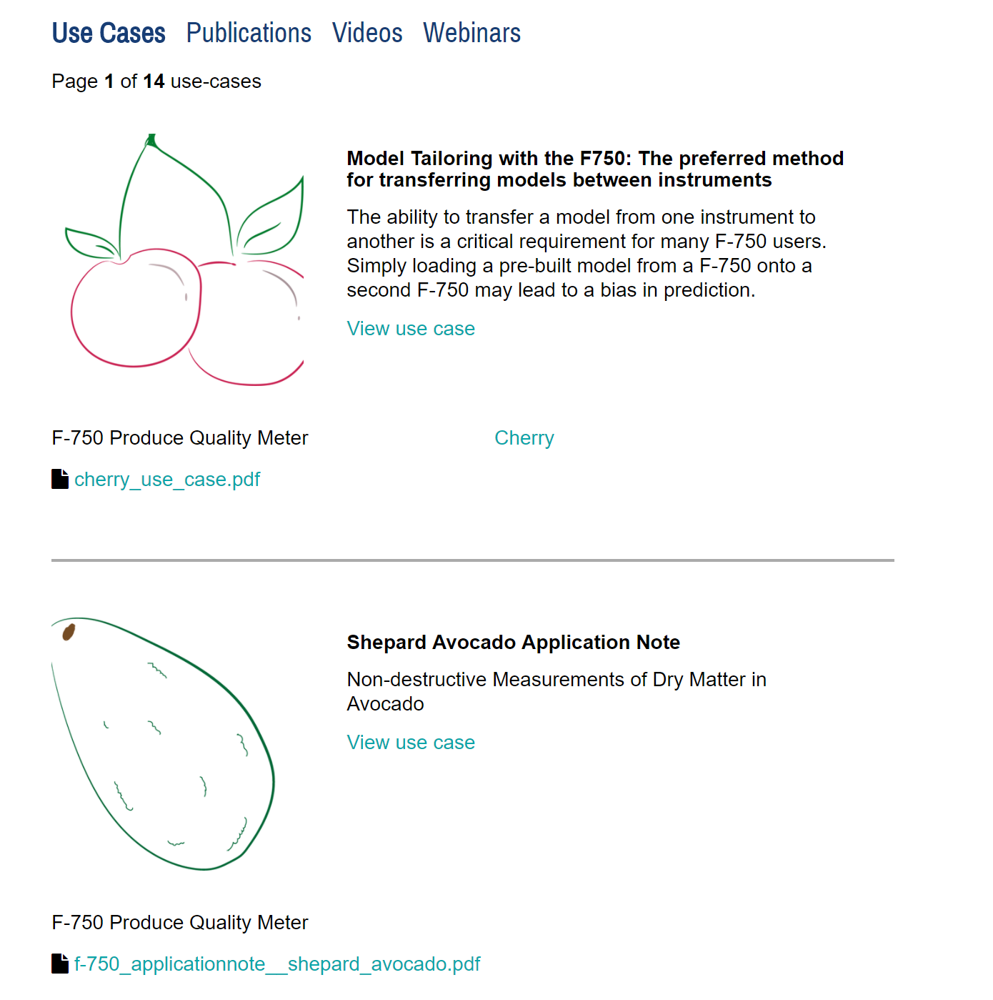 Use Cases Publications Videos Webinars
Page 1 of 14 use-cases
Model Tailoring with the F750: The preferred method
for transferring models between instruments
The ability to transfer a model from one instrument to
another is a critical requirement for many F-750 users.
Simply loading a pre-built model from a F-750 onto a
second F-750 may lead to a bias in prediction.
View use case
F-750 Produce Quality Meter
Cherry
cherry_use_case.pdf
Shepard Avocado Application Note
Non-destructive Measurements of Dry Matter in
Avocado
View use case
F-750 Produce Quality Meter
f-750_applicationnote__shepard_avocado.pdf